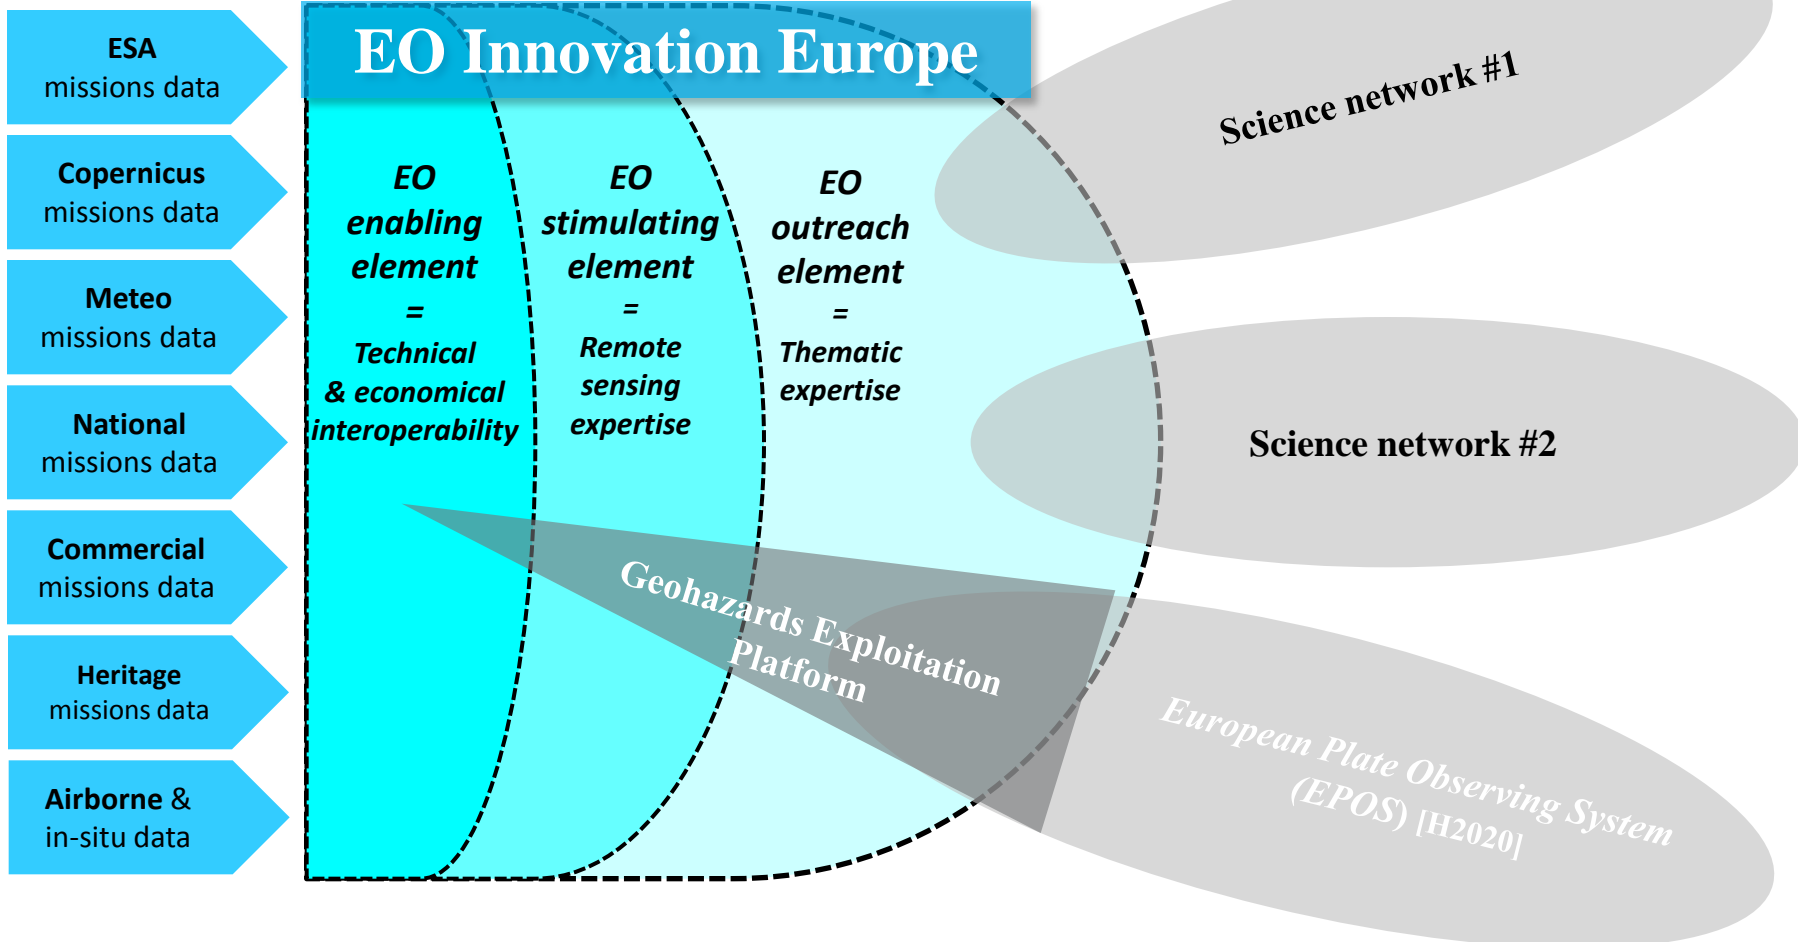 EO Innovation Europe
ESA
missions data
Copernicus
missions data
Meteo
missions data
National
missions data
Commercial
missions data
Heritage
missions data
Airborne &
in-situ data
EO
enabling
element
=
Technical
& economical
interoperability
EO
stimulating
element
=
Remote
sensing
expertise
EO
outreach
element
=
Thematic
expertise
Science network #1
Science network #2
Geohazards Exploitation
Platform
European Plate Observing System
(EPOS) [H2020]